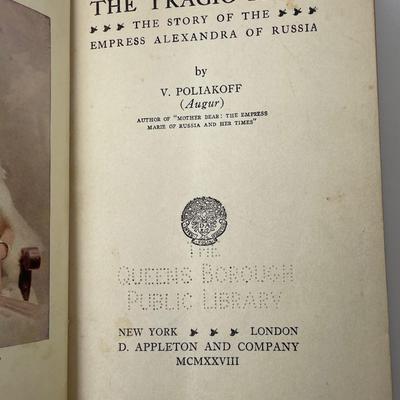 THE TRAGIC
THE STORY OF THE
EMPRESS ALEXANDRA OF RUSSIA
by
V. POLIAKOFF
(Augur)
AUTHOR OF "MOTHER DEAR: THE EMPRESS
MARIE OF RUSSIA AND HER TIMES"
THE
QUEENS BOROUGH
PUBLIC LIBRARY
NEW YORK LONDON
D. APPLETON AND COMPANY
MCMXXVIII